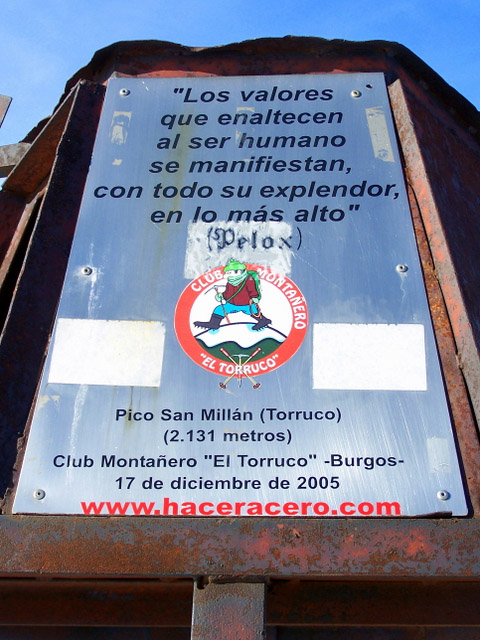 "Los valores
que enaltecen
al ser humano
se manifiestan,
con todo su explendor,
en lo más alto"
(Pelox)
CLUB MONTAÑERO
"EL TORRUCO"
Pico San Millán (Torruco)
(2.131 metros)
Club Montañero "El Torruco" -Burgos-
17 de diciembre de 2005
www.haceracero.com